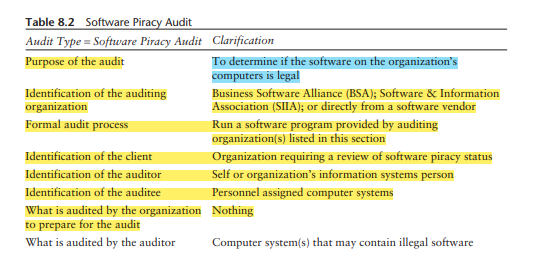 Table 8.2 Software Piracy Audit
Audit Type = Software Piracy Audit Clarification
Purpose of the audit To determine if the software on the organization's
computers is legal
Identification of the auditing Business Software Alliance (BSA); Software & Information
organization Association (SIIA); or directly from a software vendor
Formal audit process Run a software program provided by auditing
organization(s) listed in this section
Identification of the client Organization requiring a review of software piracy status
Identification of the auditor Self or organization's information systems person
Identification of the auditee Personnel assigned computer systems
What is audited by the organization Nothing
to prepare for the audit
What is audited by the auditor Computer system(s) that may contain illegal software